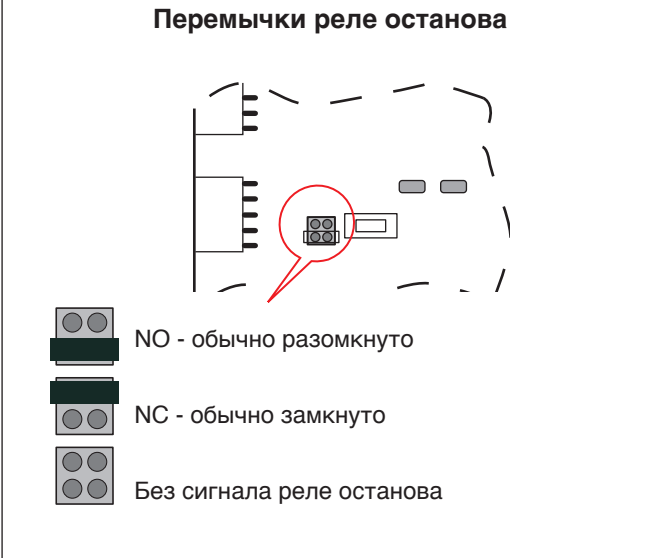 Перемычки реле останова
NO - обычно разомкнуто
NC - обычно замкнуто
Без сигнала реле останова